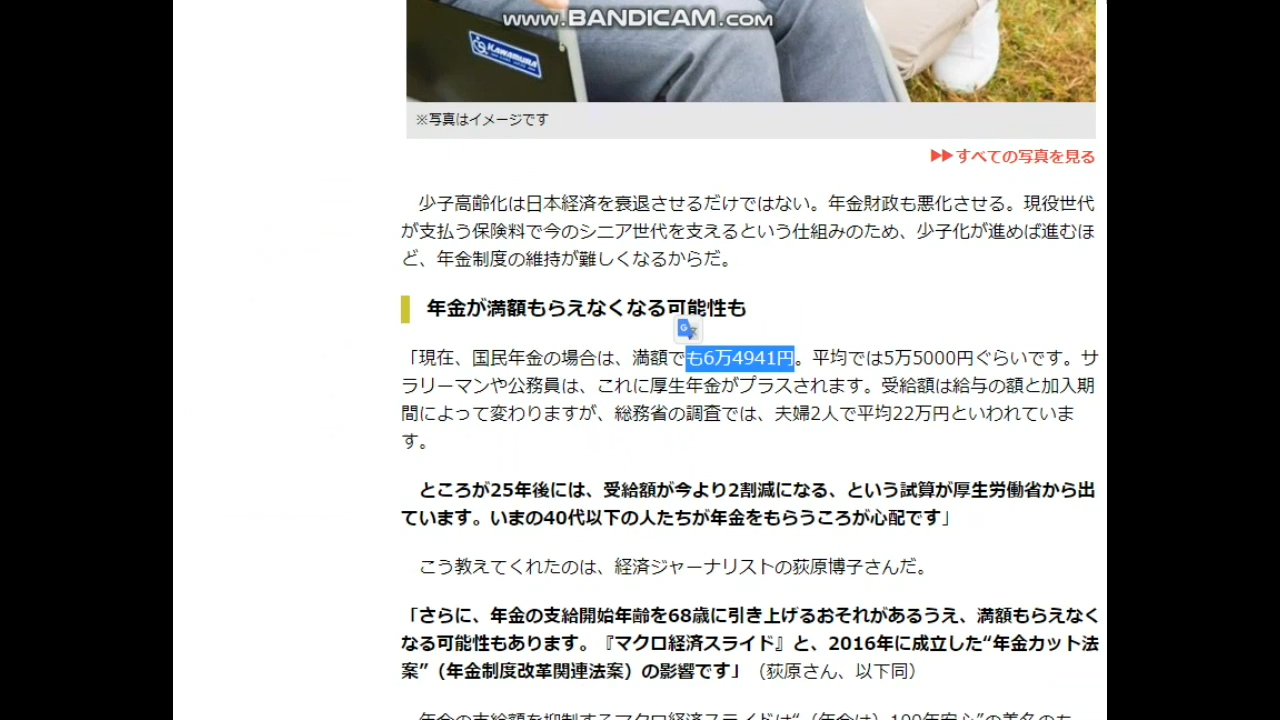 www.BANDICAM.com
KAWAMURA
※写真はイメージです
すべての写真を見る
少子高齢化は日本経済を衰退させるだけではない。年金財政も悪化させる。現役世代
が支払う保険料で今のシニア世代を支えるという仕組みのため、少子化が進めば進むほ
ど、年金制度の維持が難しくなるからだ。
年金が満額もらえなくなる可能性も
「現在、国民年金の場合は、満額でも6万4941円。平均では5万5000円ぐらいです。サ
ラリーマンや公務員は、これに厚生年金がプラスされます。受給額は給与の額と加入期
間によって変わりますが、総務省の調査では、夫婦2人で平均22万円といわれていま
す。
ところが25年後には、受給額が今より2割減になる、という試算が厚生労働省から出
ています。いまの40代以下の人たちが年金をもらうころが心配です」
こう教えてくれたのは、経済ジャーナリストの荻原博子さんだ。
「さらに、年金の支給開始年齢を68歳に引き上げるおそれがあるうえ、満額もらえなく
なる可能性もあります。『マクロ経済スライド』と、2016年に成立した“年金カット法
案”（年金制度改革関連法案）の影響です」（荻原さん、以下同）
年金の支給額を抑制するマクロ経済スライドは“（年金は）100年安心”の美名のも